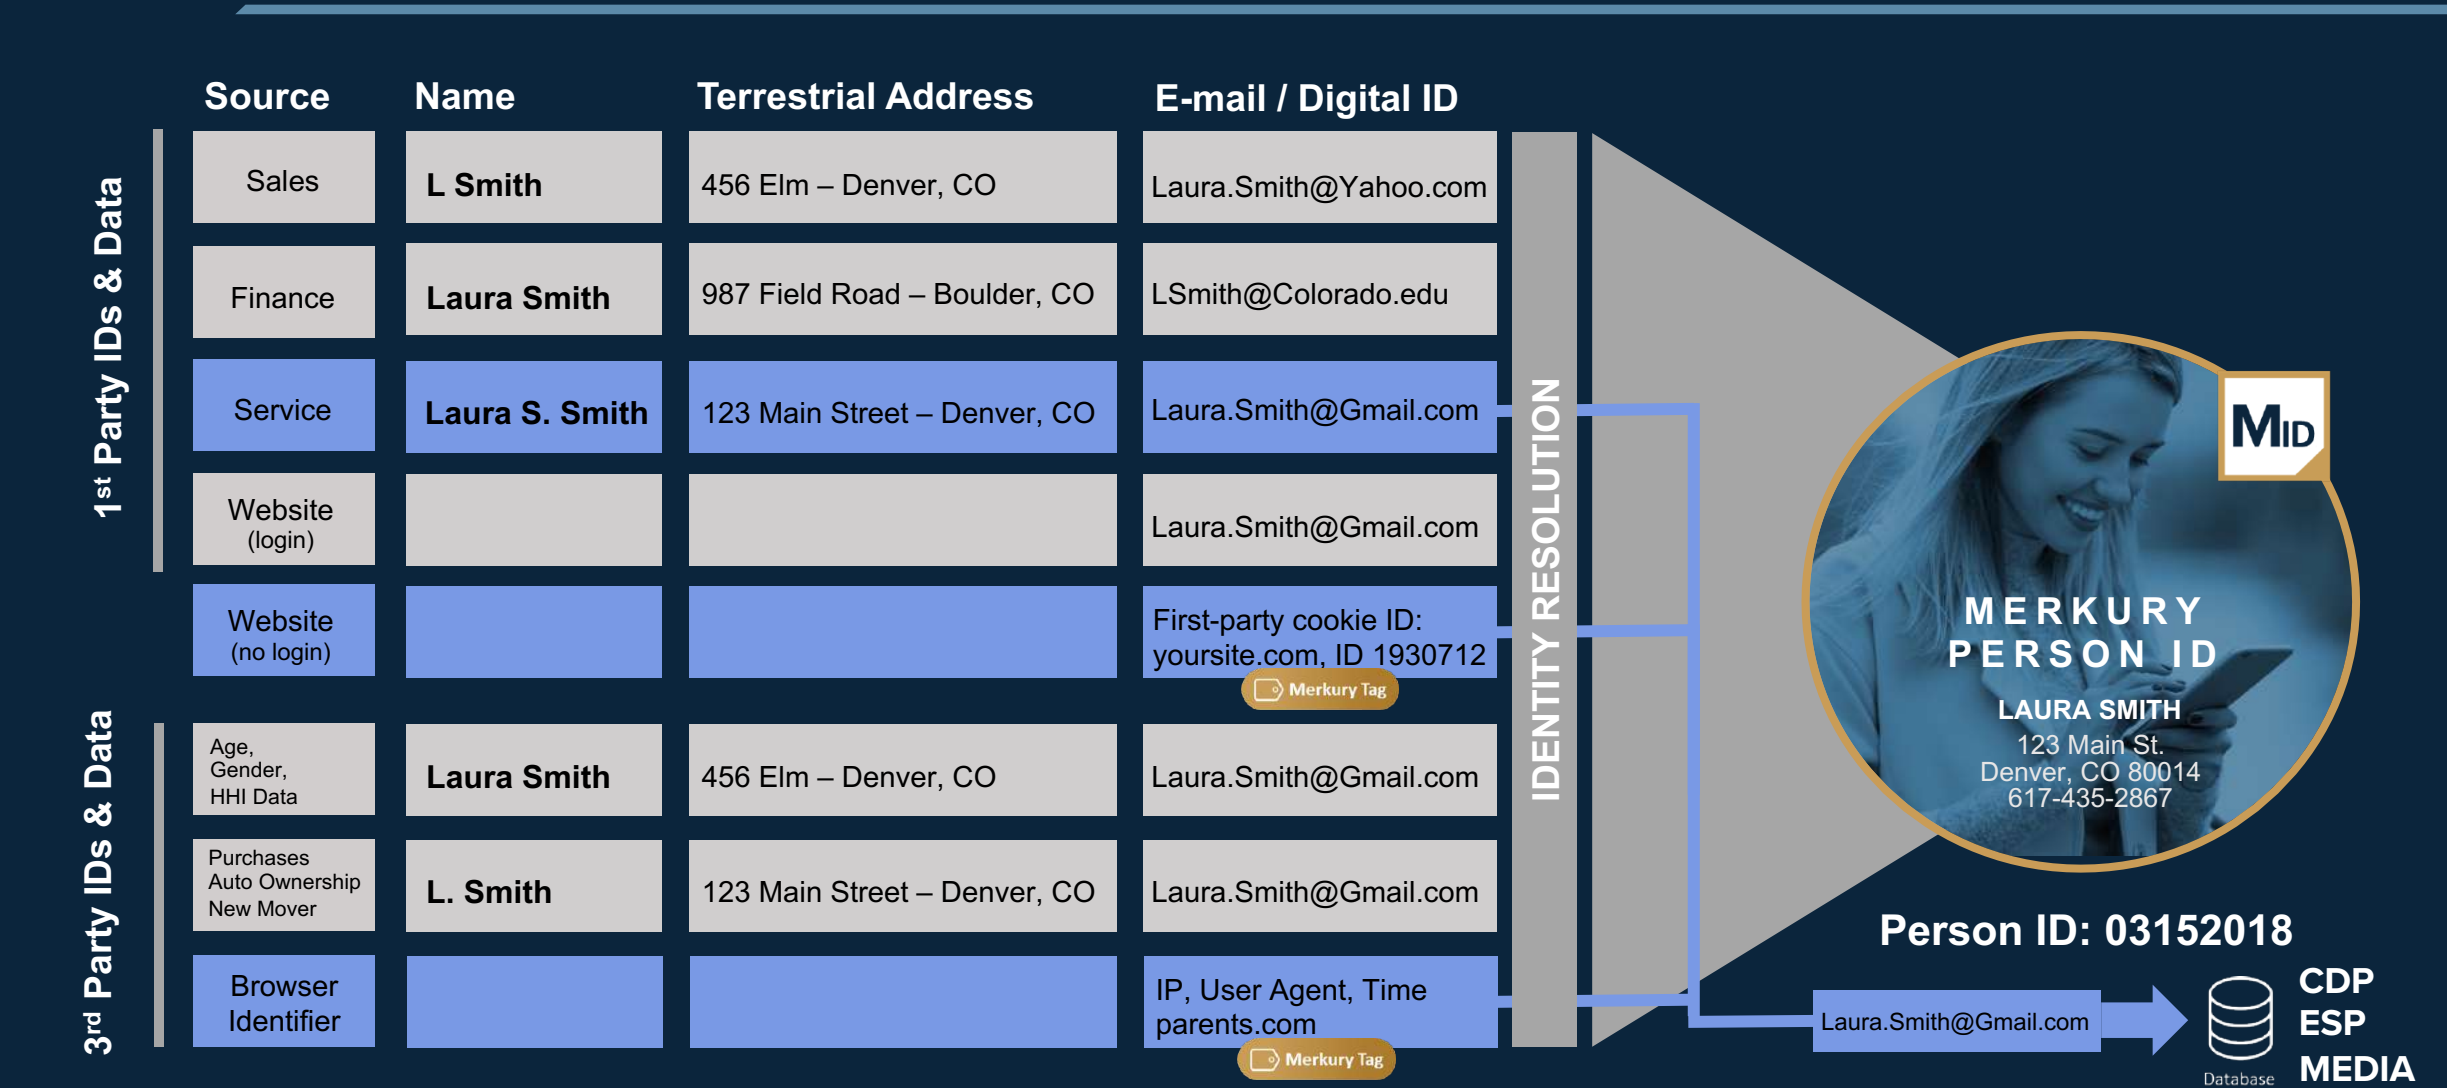 Source
Name
Terrestrial Address
E-mail / Digital ID
1st Party IDs & Data
Sales
L Smith
456 Elm – Denver, CO
Laura.Smith@Yahoo.com
Finance
Laura Smith
987 Field Road – Boulder, CO
LSmith@Colorado.edu
Service
Laura S. Smith
123 Main Street – Denver, CO
Laura.Smith@Gmail.com
Website
(login)
Laura.Smith@Gmail.com
Website
(no login)
First-party cookie ID:
yoursite.com, ID 1930712
Merkury Tag
3rd Party IDs & Data
Age,
Gender,
HHI Data
Laura Smith
456 Elm – Denver, CO
Laura.Smith@Gmail.com
Purchases
Auto Ownership
New Mover
L. Smith
123 Main Street – Denver, CO
Laura.Smith@Gmail.com
Browser
Identifier
IP, User Agent, Time
parents.com
Merkury Tag
IDENTITY RESOLUTION
MID
MERKURY
PERSON ID
LAURA SMITH
123 Main St.
Denver, CO 80014
617-435-2867
Person ID: 03152018
Laura.Smith@Gmail.com
Database
CDP
ESP
MEDIA